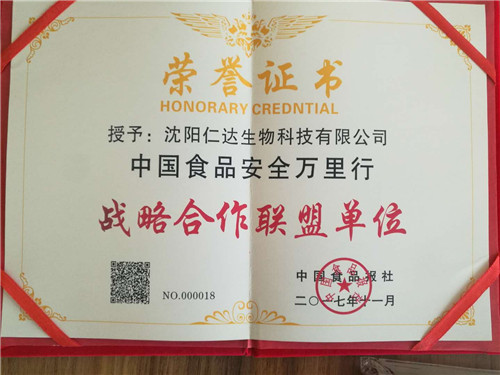 荣誉证书
HONORARY CREDNTIAL
授予：沈阳仁达生物科技有限公司
中国食品安全万里行
战略合作联盟单位
NO.000018
中国食品报社
二〇一七年十一月